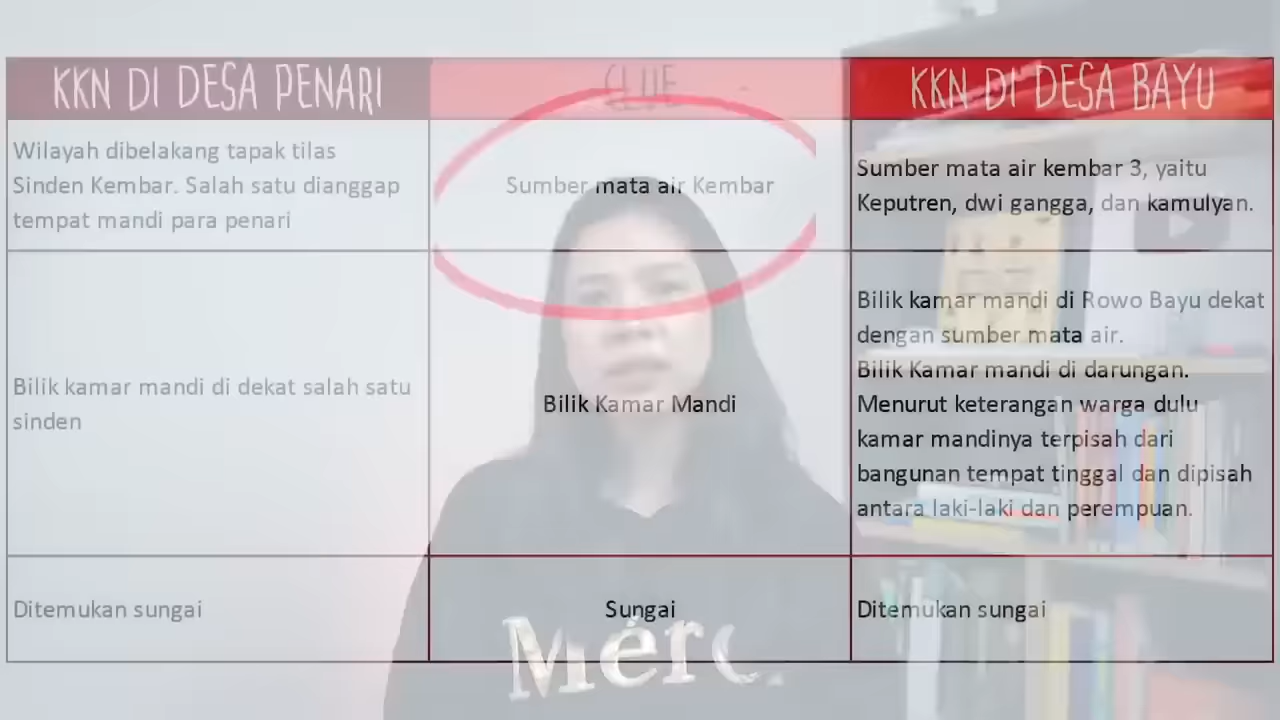 KKN DI DESA PENARI
CLUE
KKN DI DESA BAYU
Wilayah dibelakang tapak tilas
Sinden Kembar. Salah satu dianggap
tempat mandi para penari
Sumber mata air Kembar
Sumber mata air kembar 3, yaitu
Keputren, dwi gangga, dan kamulyan.
Bilik kamar mandi di dekat salah satu
sinden
Bilik Kamar Mandi
Bilik kamar mandi di Rowo Bayu dekat
dengan sumber mata air.
Bilik Kamar mandi di darungan.
Menurut keterangan warga dulu
kamar mandinya terpisah dari
bangunan tempat tinggal dan dipisah
antara laki-laki dan perempuan.
Ditemukan sungai
Sungai
Ditemukan sungai